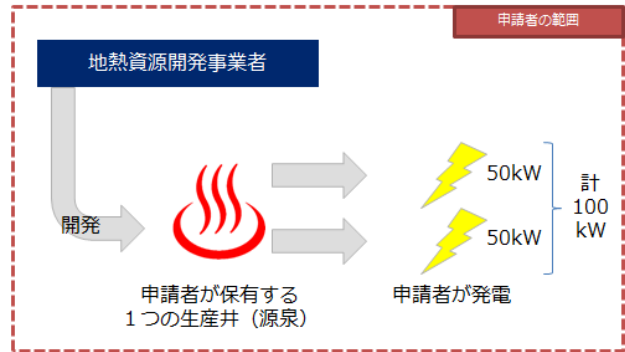 申請者の範囲
地熱資源開発事業者
開発
50kW
50kW
計
100
kW
申請者が保有する
１つの生産井（源泉）
申請者が発電